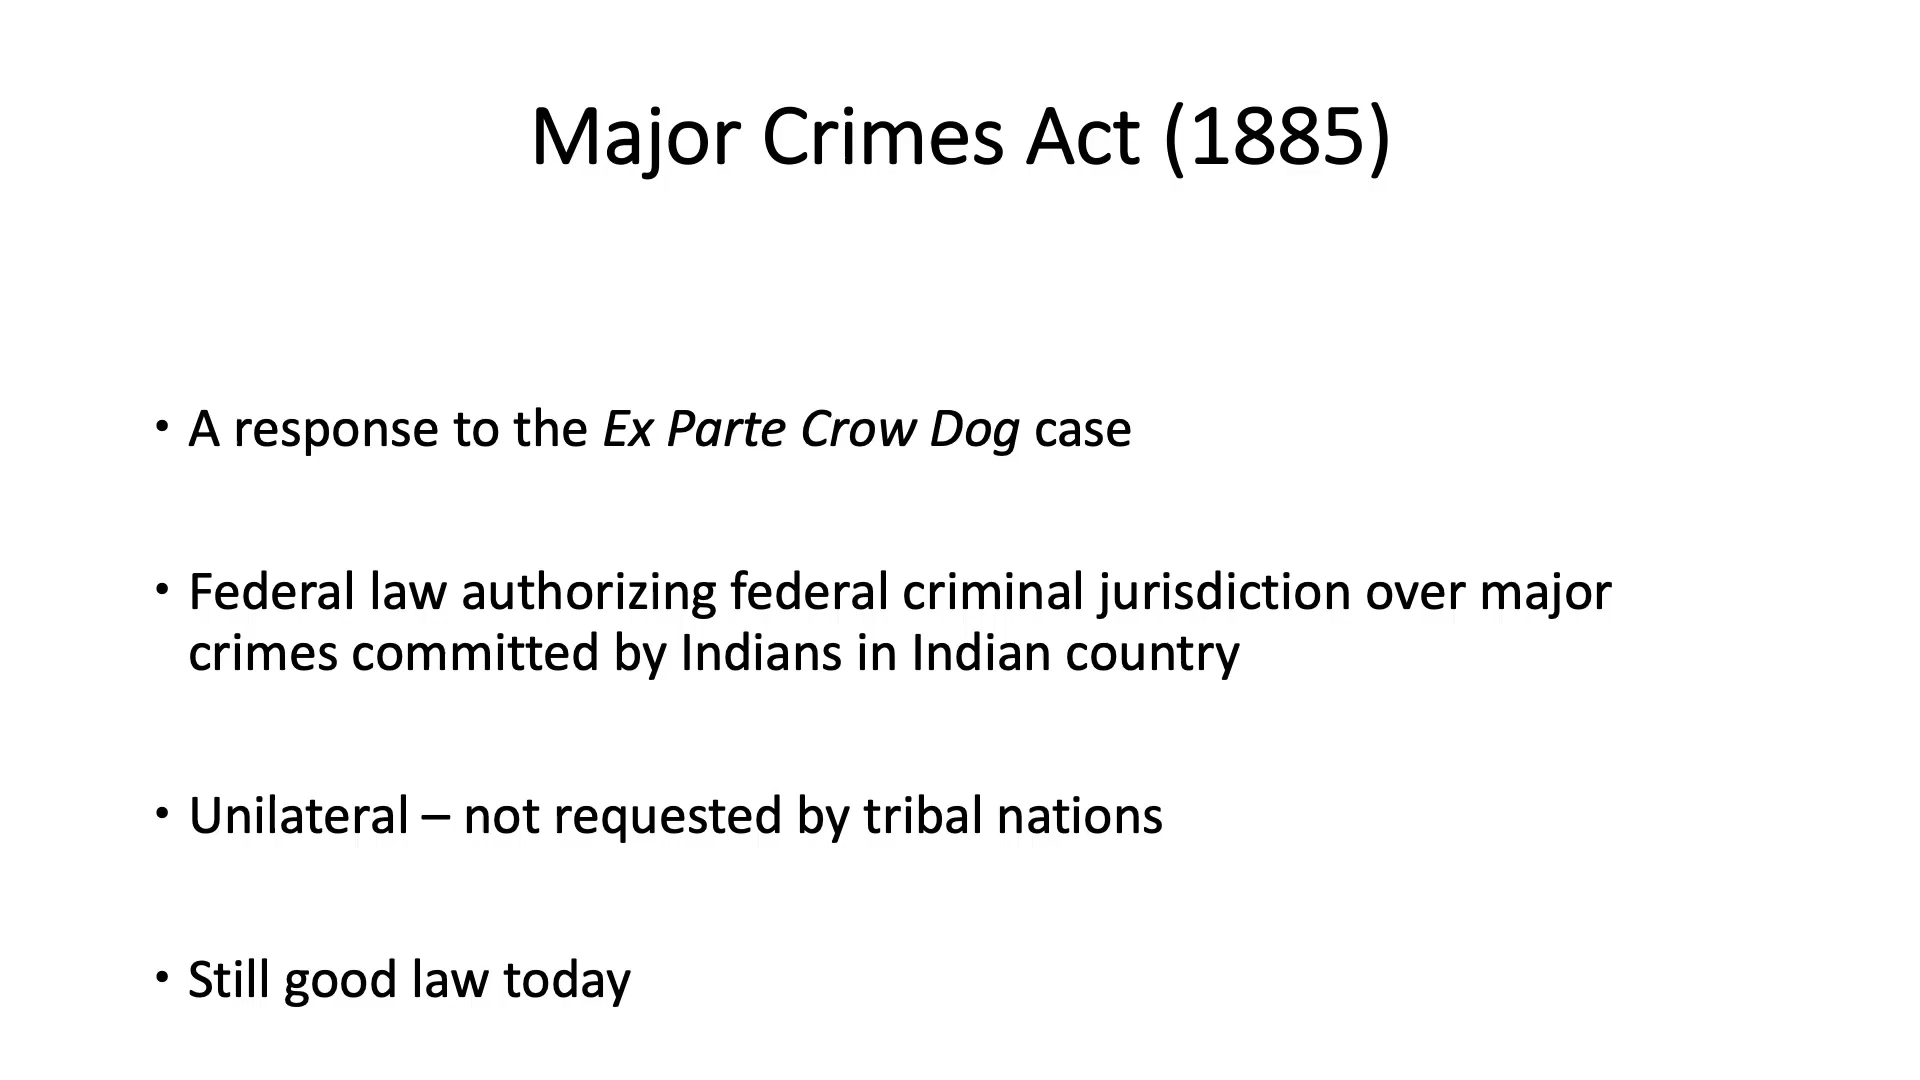 Major Crimes Act (1885)
• A response to the Ex Parte Crow Dog case
• Federal law authorizing federal criminal jurisdiction over major
crimes committed by Indians in Indian country
• Unilateral – not requested by tribal nations
• Still good law today